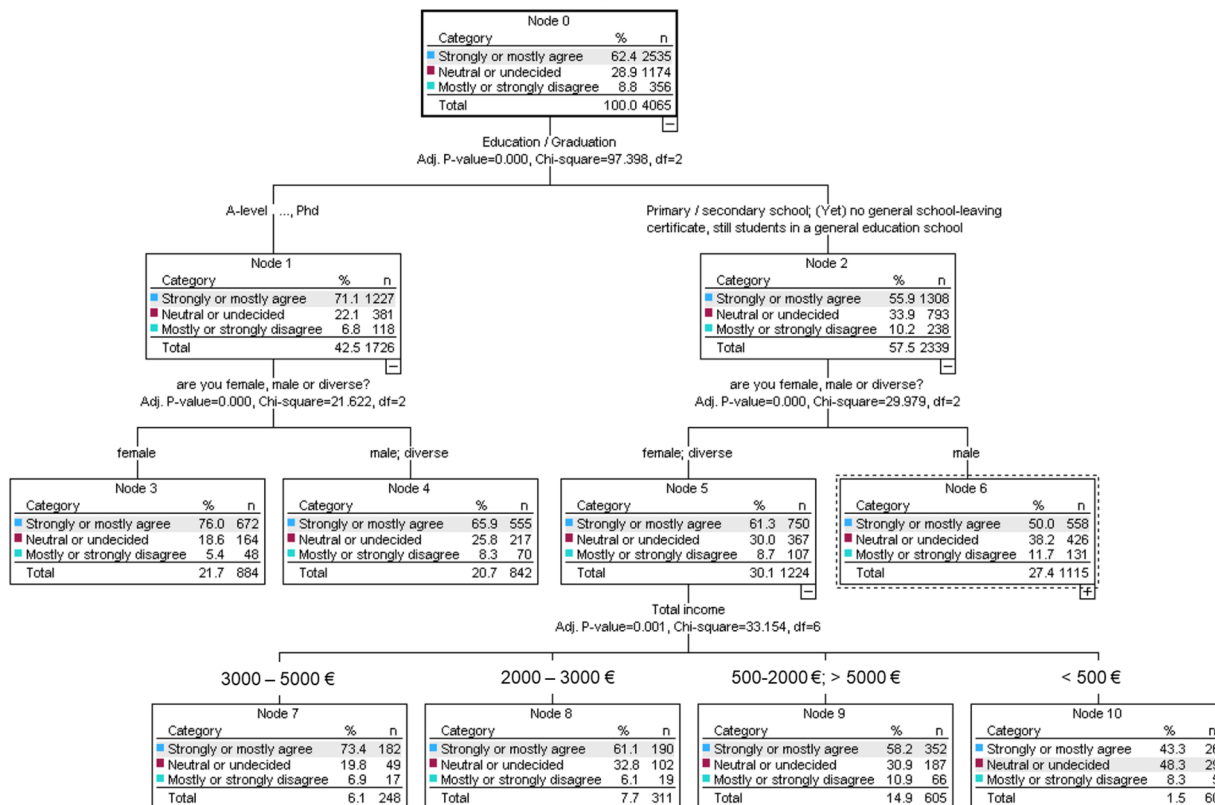 Node 0
Category % n
Strongly or mostly agree 62.4 2535
Neutral or undecided 28.9 1174
Mostly or strongly disagree 8.8 356
Total 100.0 4065
Education / Graduation
Adj. P-value=0.000, Chi-square=97.398, df=2
A-level , ..., Phd
Primary / secondary school; (Yet) no general school-leaving
certificate, still students in a general education school
Node 1
Category % n
Strongly or mostly agree 71.1 1227
Neutral or undecided 22.1 381
Mostly or strongly disagree 6.8 118
Total 42.5 1726
Node 2
Category % n
Strongly or mostly agree 55.9 1308
Neutral or undecided 33.9 793
Mostly or strongly disagree 10.2 238
Total 57.5 2339
are you female, male or diverse?
Adj. P-value=0.000, Chi-square=21.622, df=2
are you female, male or diverse?
Adj. P-value=0.000, Chi-square=29.979, df=2
female
male; diverse
female; diverse
male
Node 3
Category % n
Strongly or mostly agree 76.0 672
Neutral or undecided 18.6 164
Mostly or strongly disagree 5.4 48
Total 21.7 884
Node 4
Category % n
Strongly or mostly agree 65.9 555
Neutral or undecided 25.8 217
Mostly or strongly disagree 8.3 70
Total 20.7 842
Node 5
Category % n
Strongly or mostly agree 61.3 750
Neutral or undecided 30.0 367
Mostly or strongly disagree 8.7 107
Total 30.1 1224
Node 6
Category % n
Strongly or mostly agree 50.0 558
Neutral or undecided 38.2 426
Mostly or strongly disagree 11.7 131
Total 27.4 1115
Total income
Adj. P-value=0.001, Chi-square=33.154, df=6
3000 – 5000 €
2000 – 3000 €
500-2000 €; > 5000 €
< 500 €
Node 7
Category % n
Strongly or mostly agree 73.4 182
Neutral or undecided 19.8 49
Mostly or strongly disagree 6.9 17
Total 6.1 248
Node 8
Category % n
Strongly or mostly agree 61.1 190
Neutral or undecided 32.8 102
Mostly or strongly disagree 6.1 19
Total 7.7 311
Node 9
Category % n
Strongly or mostly agree 58.2 352
Neutral or undecided 30.9 187
Mostly or strongly disagree 10.9 66
Total 14.9 605
Node 10
Category % n
Strongly or mostly agree 43.3
Neutral or undecided 48.3
Mostly or strongly disagree 8.3
Total 1.5